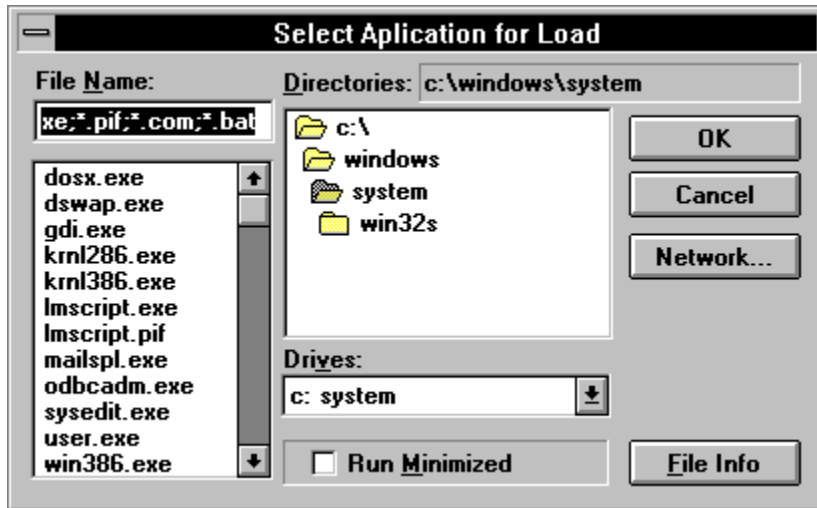 Select Aplication for Load
File Name:
xe;*.pif;*.com;*.bat
dosx.exe
dswap.exe
gdi.exe
krnl286.exe
krnl386.exe
lmscript.exe
lmscript.pif
mailspl.exe
odbcadm.exe
sysedit.exe
user.exe
win386.exe
Directories: c:\windows\system
c:\
windows
system
win32s
Drives:
c: system
Run Minimized
OK
Cancel
Network...
File Info